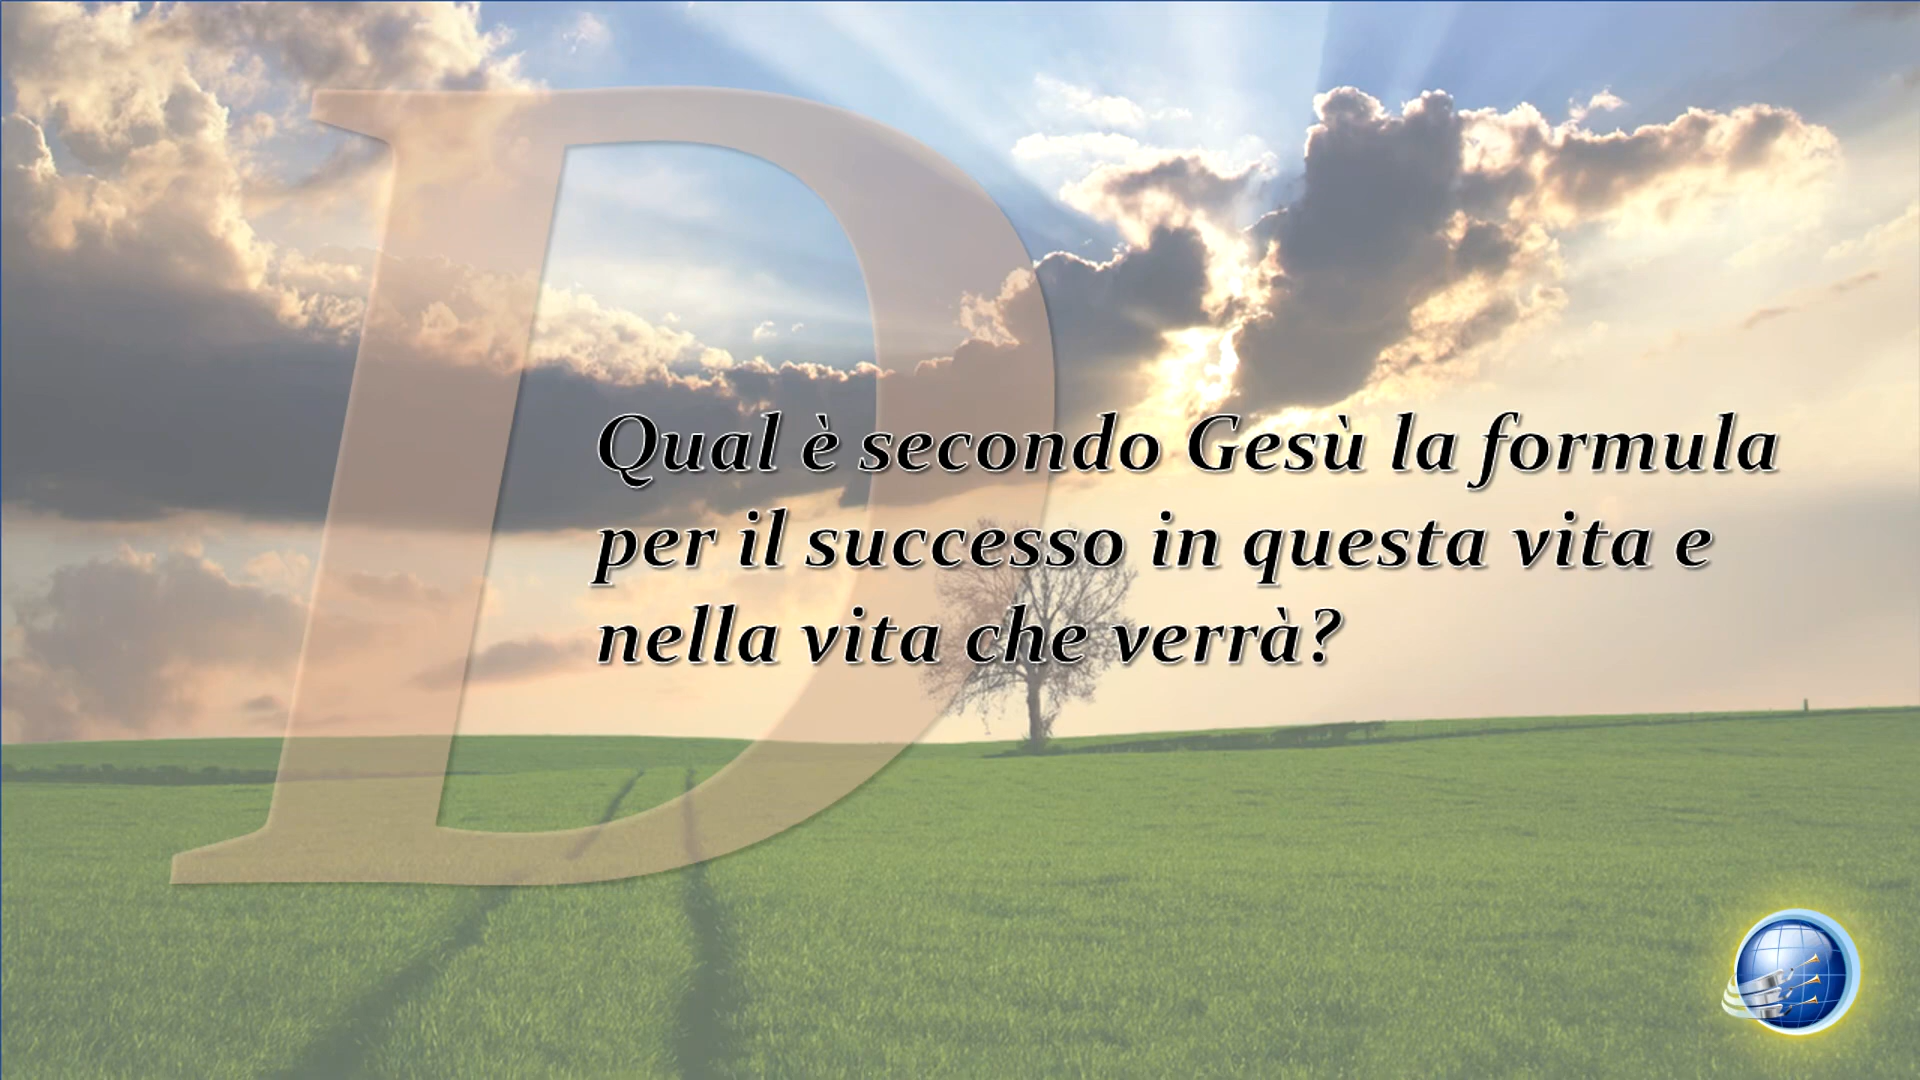 D
Qual è secondo Gesù la formula
per il successo in questa vita e
nella vita che verrà?